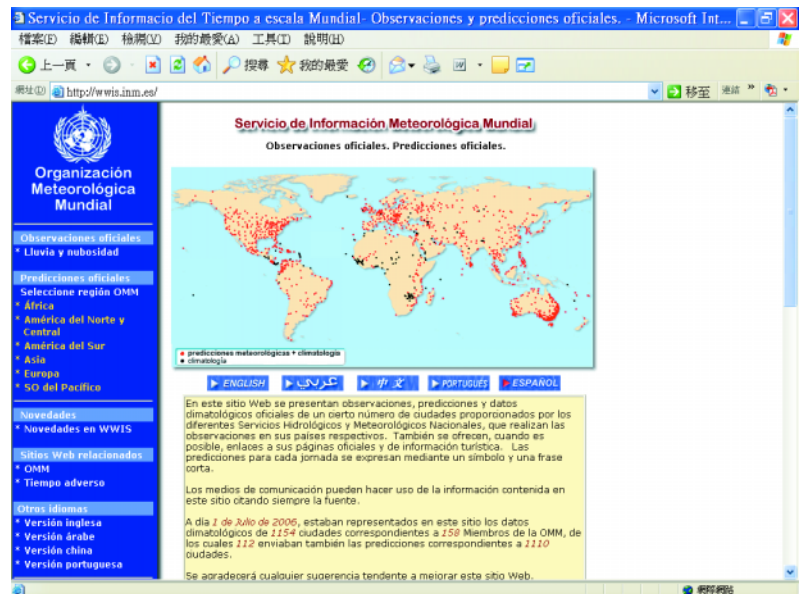 Servicio de Informacio del Tiempo a escala Mundial- Observaciones y predicciones oficiales. - Microsoft Int...
檔案(F) 編輯(E) 檢視(V) 我的最愛(A) 工具(T) 說明(H)
上一頁 搜尋 我的最愛
網址(D) http://wwis.inm.es/ 移至 連結 »
Organización
Meteorológica
Mundial
Observaciones oficiales
* Lluvia y nubosidad
Predicciones oficiales
Seleccione región OMM
* África
* América del Norte y
Central
* América del Sur
* Asia
* Europa
* SO del Pacífico
Novedades
* Novedades en WWIS
Sitios Web relacionados
* OMM
* Tiempo adverso
Otros idiomas
* Versión inglesa
* Versión árabe
* Versión china
* Versión portuguesa
Servicio de Información Meteorológica Mundial
Observaciones oficiales. Predicciones oficiales.
predicciones meteorológicas + climatología
climatología
ENGLISH عربي 中文 PORTUGUÉS ESPAÑOL
En este sitio Web se presentan observaciones, predicciones y datos
climatológicos oficiales de un cierto número de ciudades proporcionados por los
diferentes Servicios Hidrológicos y Meteorológicos Nacionales, que realizan las
observaciones en sus países respectivos. También se ofrecen, cuando es
posible, enlaces a sus páginas oficiales y de información turística. Las
predicciones para cada jornada se expresan mediante un símbolo y una frase
corta.
Los medios de comunicación pueden hacer uso de la información contenida en
este sitio citando siempre la fuente.
A día 1 de Julio de 2006, estaban representados en este sitio los datos
climatológicos de 1154 ciudades correspondientes a 158 Miembros de la OMM, de
los cuales 112 enviaban también las predicciones correspondientes a 1110
ciudades.
Se agradecerá cualquier sugerencia tendente a mejorar este sitio Web.
網際網路